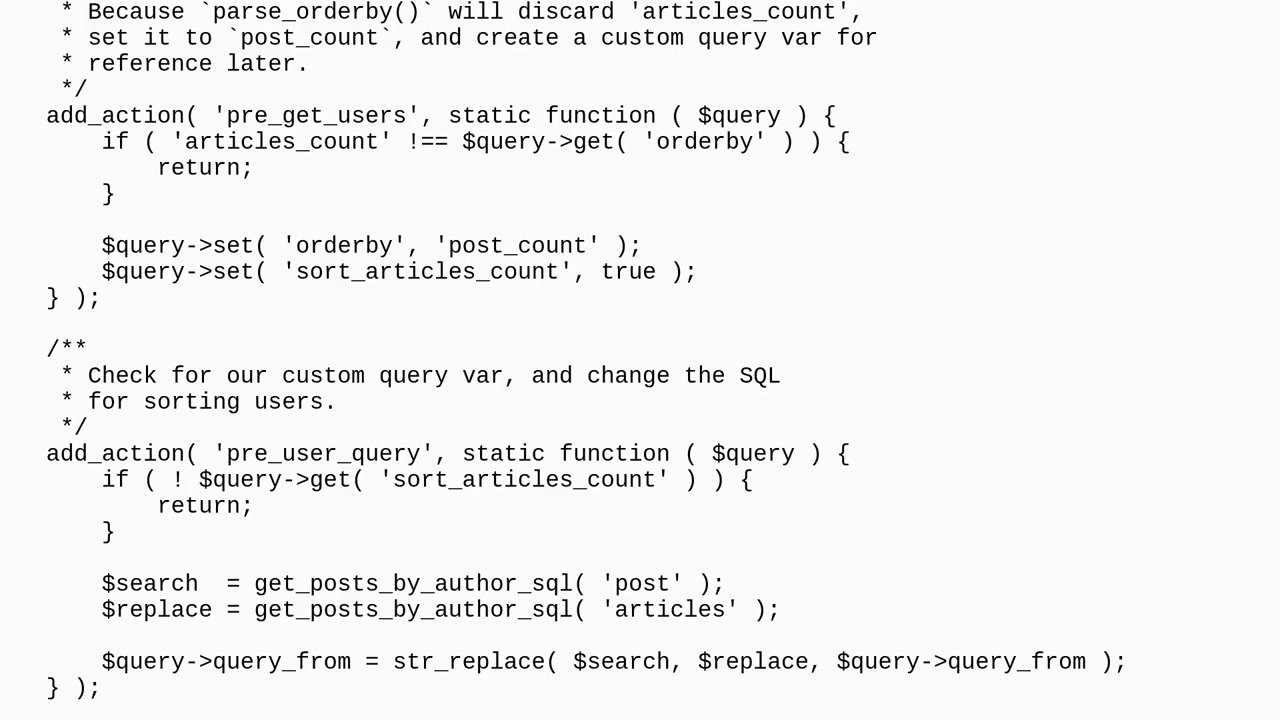 * Because `parse_orderby()` will discard 'articles_count',
 * set it to `post_count`, and create a custom query var for
 * reference later.
 */
add_action( 'pre_get_users', static function ( $query ) {
    if ( 'articles_count' !== $query->get( 'orderby' ) ) {
        return;
    }

    $query->set( 'orderby', 'post_count' );
    $query->set( 'sort_articles_count', true );
} );

/**
 * Check for our custom query var, and change the SQL
 * for sorting users.
 */
add_action( 'pre_user_query', static function ( $query ) {
    if ( ! $query->get( 'sort_articles_count' ) ) {
        return;
    }

    $search  = get_posts_by_author_sql( 'post' );
    $replace = get_posts_by_author_sql( 'articles' );

    $query->query_from = str_replace( $search, $replace, $query->query_from );
} );